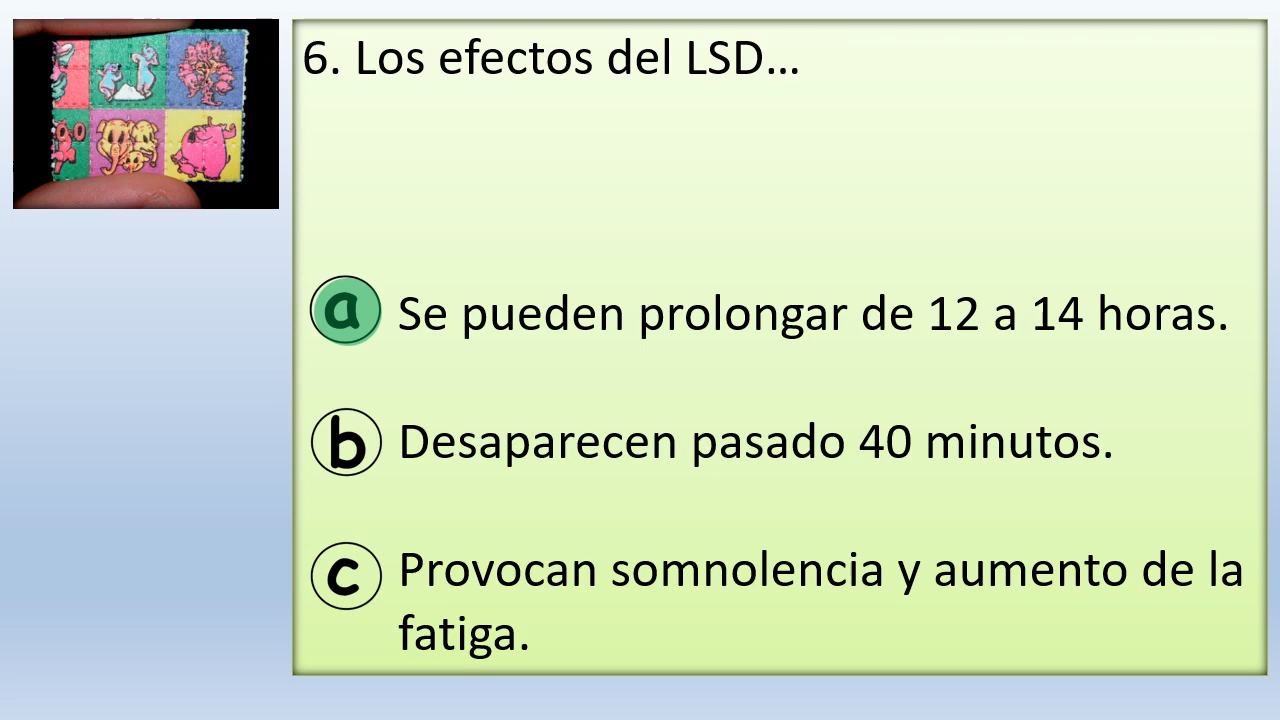 6. Los efectos del LSD…
a Se pueden prolongar de 12 a 14 horas.
b Desaparecen pasado 40 minutos.
c Provocan somnolencia y aumento de la
fatiga.